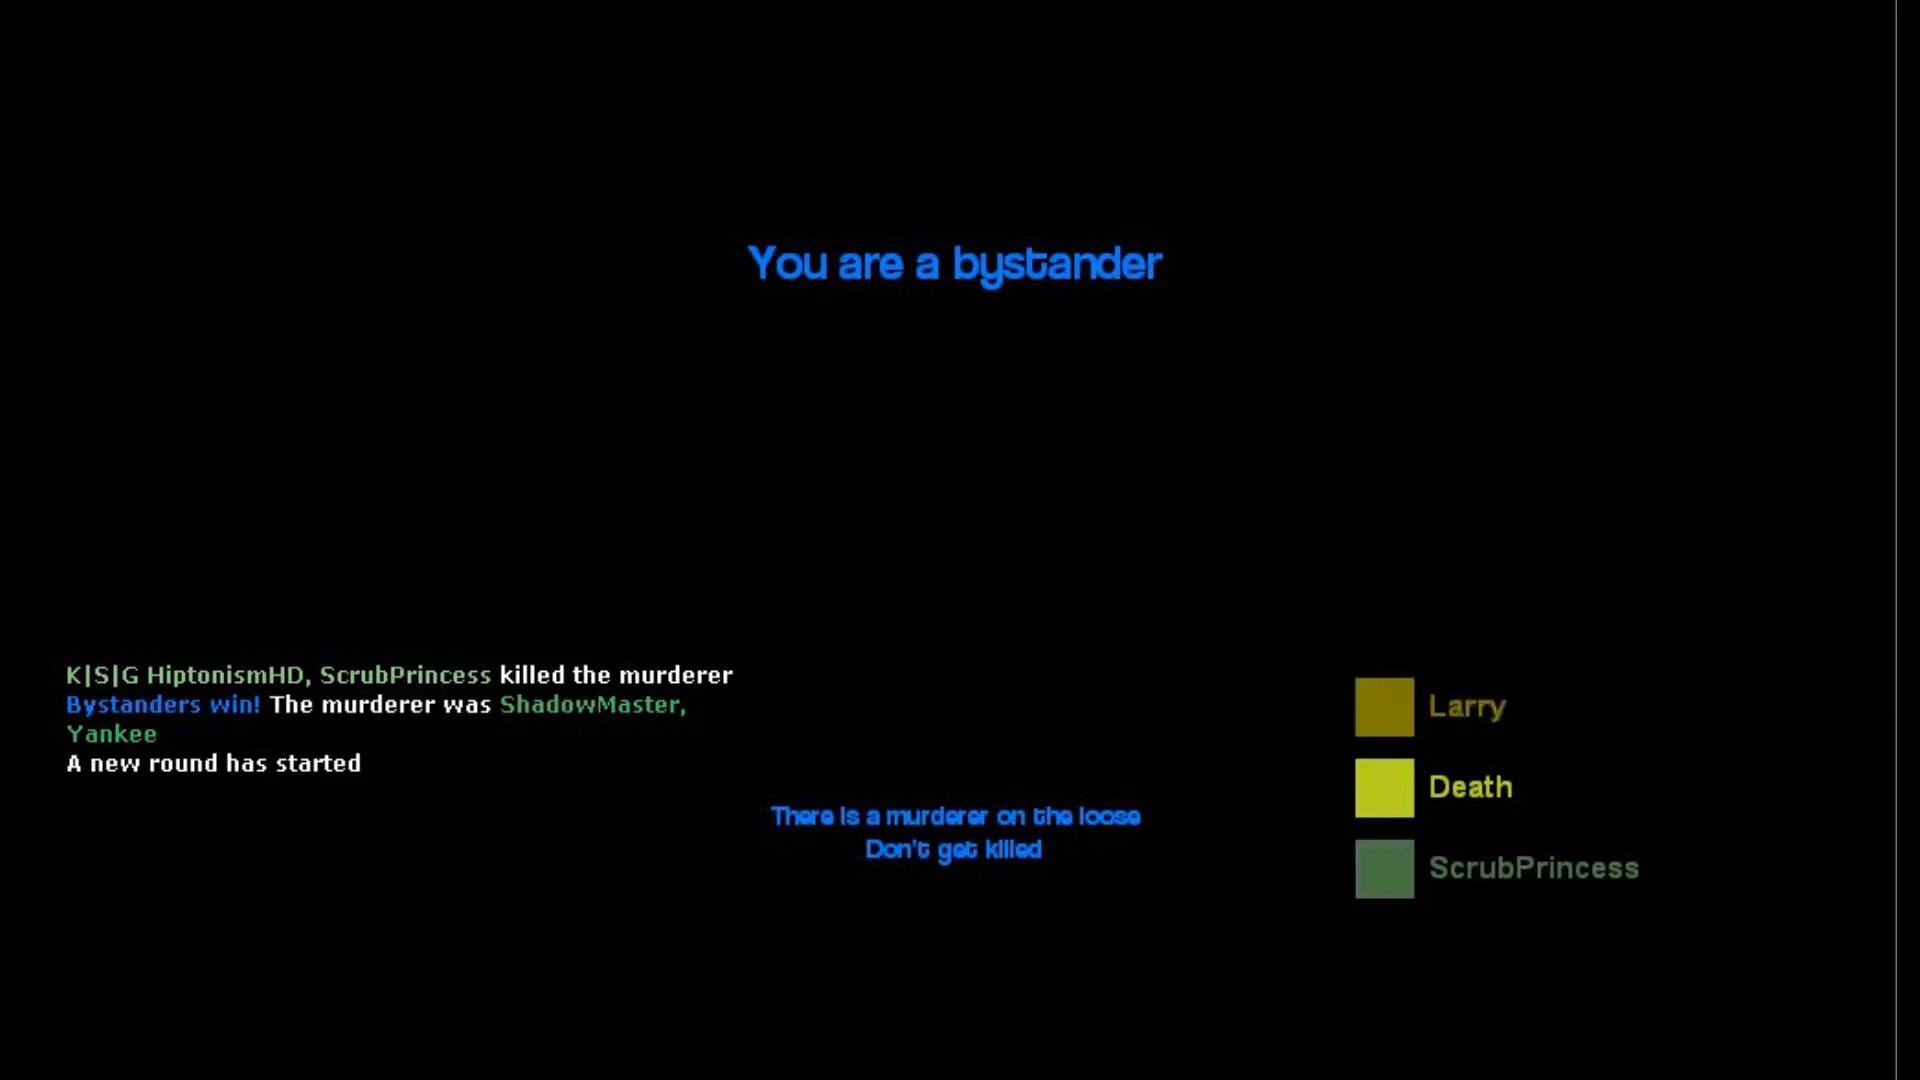 You are a bystander
K|S|G HiptonismHD, ScrubPrincess killed the murderer
Bystanders win! The murderer was ShadowMaster,
Yankee
A new round has started
There is a murderer on the loose
Don't get killed
Larry
Death
ScrubPrincess